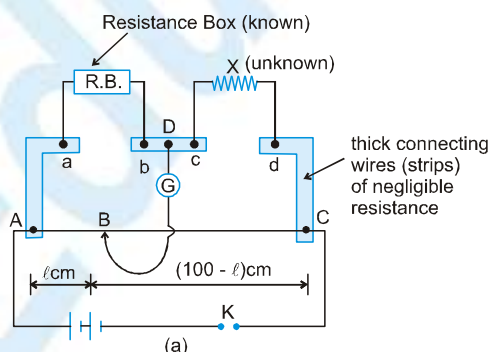 Resistance Box (known)
R.B.
X (unknown)
D
a
b
c
d
G
thick connecting
wires (strips)
of negligible
resistance
A
B
C
ℓcm
(100 - ℓ)cm
K
(a)